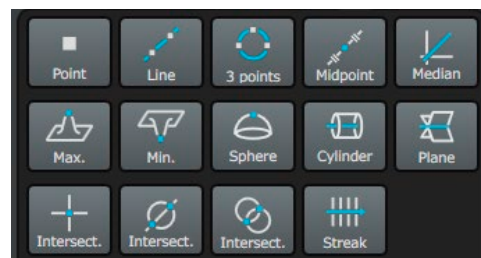 Point
Line
3 points
Midpoint
Median
Max.
Min.
Sphere
Cylinder
Plane
Intersect.
Intersect.
Intersect.
Streak